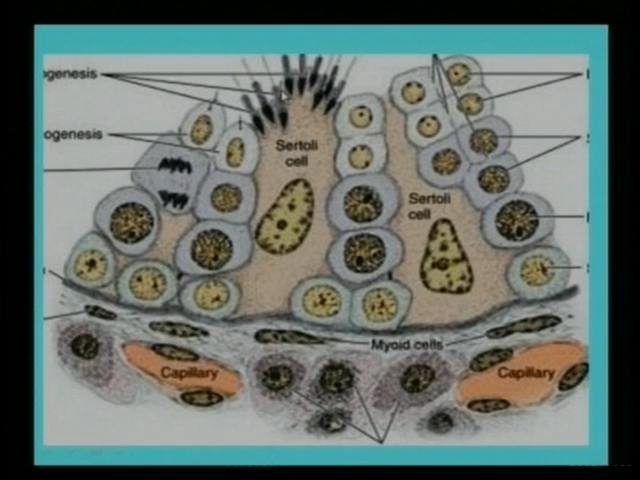 ogenesis
ogenesis
Sertoli
cell
Sertoli
cell
Myoid cells
Capillary
Capillary